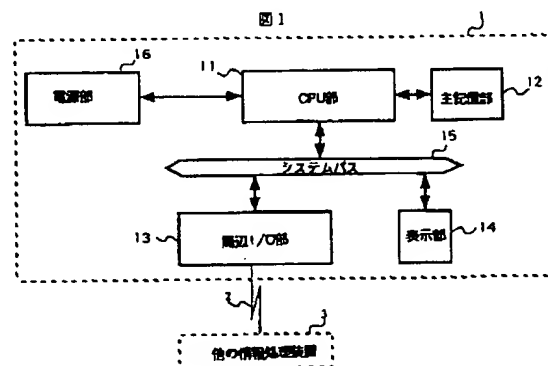 図1
1
16
電源部
11
CPU部
主記憶部
12
15
システムバス
13
周辺I/O部
表示部
14
2
3
他の情報処理装置